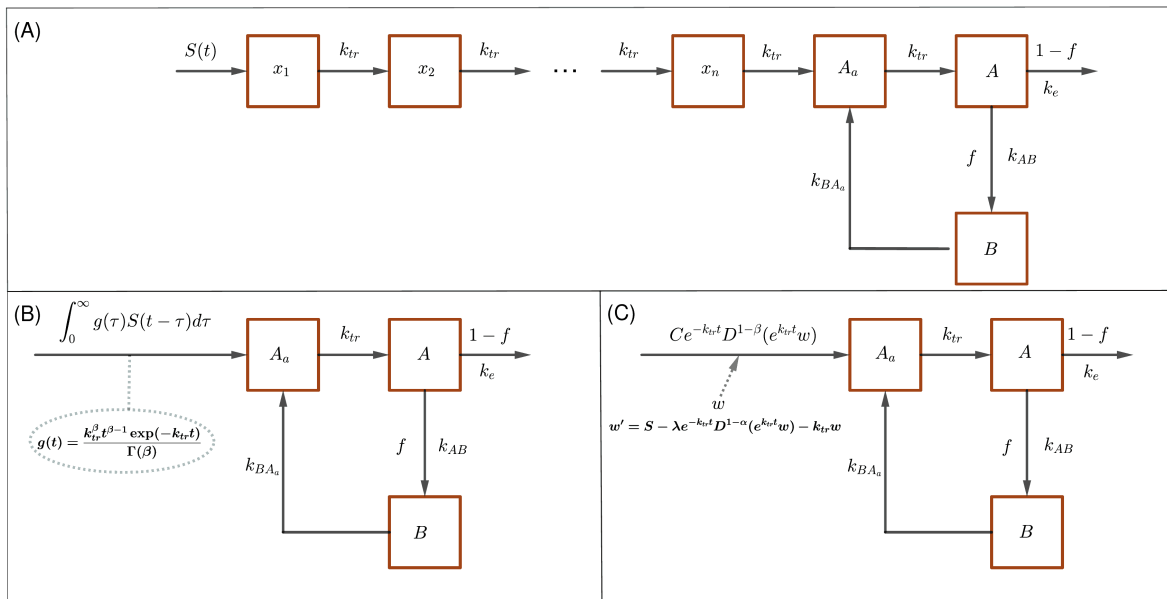 (A)
S(t) x₁ k_{tr} x₂ k_{tr} ··· k_{tr} x_n k_{tr} A_a k_{tr} A 1 − f
k_e
f k_{AB}
k_{BA_a}
B
(B)
∫_0^∞ g(τ)S(t − τ)dτ
A_a k_{tr} A 1 − f
k_e
g(t) = \frac{k_{tr}^β t^{β−1} exp(−k_{tr}t)}{Γ(β)}
f k_{AB}
k_{BA_a}
B
(C)
Ce^{−k_{tr}t}D^{1−β}(e^{k_{tr}t}w)
A_a k_{tr} A 1 − f
k_e
w
w′ = S − λe^{−k_{tr}t}D^{1−α}(e^{k_{tr}t}w) − k_{tr}w
f k_{AB}
k_{BA_a}
B